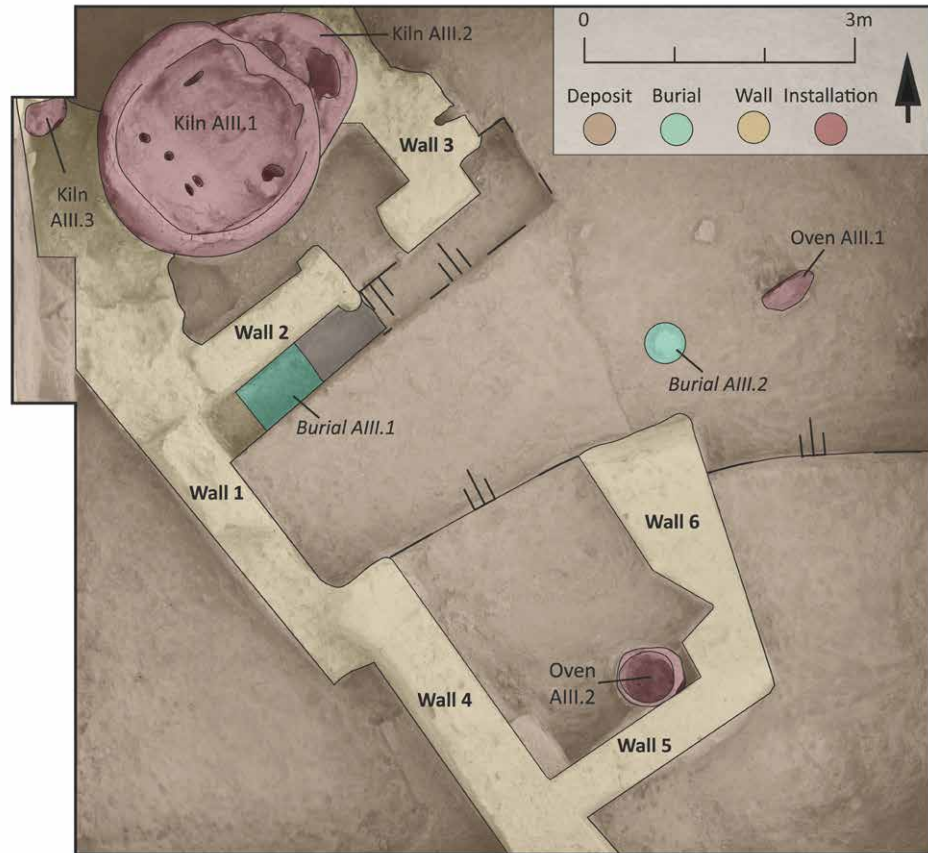 Kiln AIII.2
0 3m
Deposit Burial Wall Installation
Kiln AIII.1
Wall 3
Kiln
AIII.3
Oven AIII.1
Wall 2
Burial AIII.2
Burial AIII.1
Wall 1
Wall 6
Oven
AIII.2
Wall 4
Wall 5